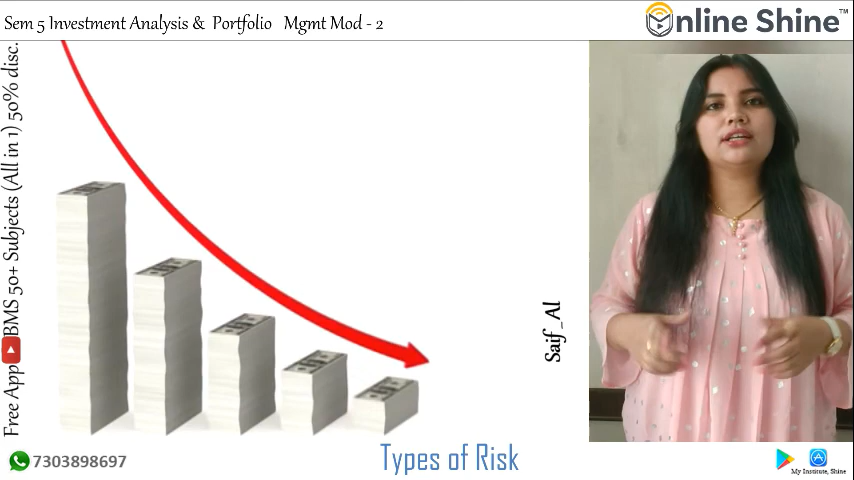 Sem 5 Investment Analysis & Portfolio Mgmt Mod - 2
Online Shine™
Free App BMS 50+ Subjects (All in 1) 50% disc.
Saif_Al
7303898697
Types of Risk
My Institute, Shine